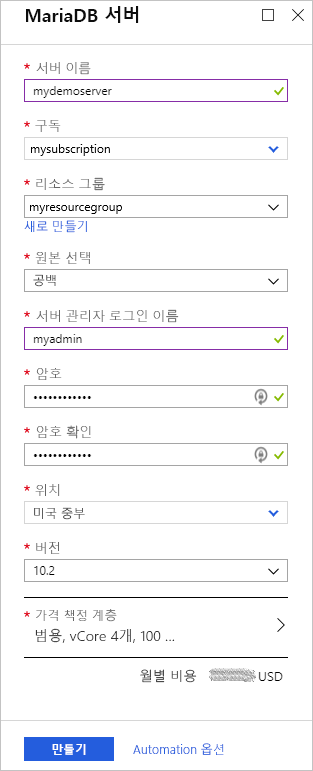 MariaDB 서버
* 서버 이름
mydemoserver
* 구독
mysubscription
* 리소스 그룹
myresourcegroup
새로 만들기
* 원본 선택
공백
* 서버 관리자 로그인 이름
myadmin
* 암호
••••••••••••
* 암호 확인
••••••••••••
* 위치
미국 중부
* 버전
10.2
* 가격 책정 계층
범용, vCore 4개, 100 ...
월별 비용 USD
만들기 Automation 옵션